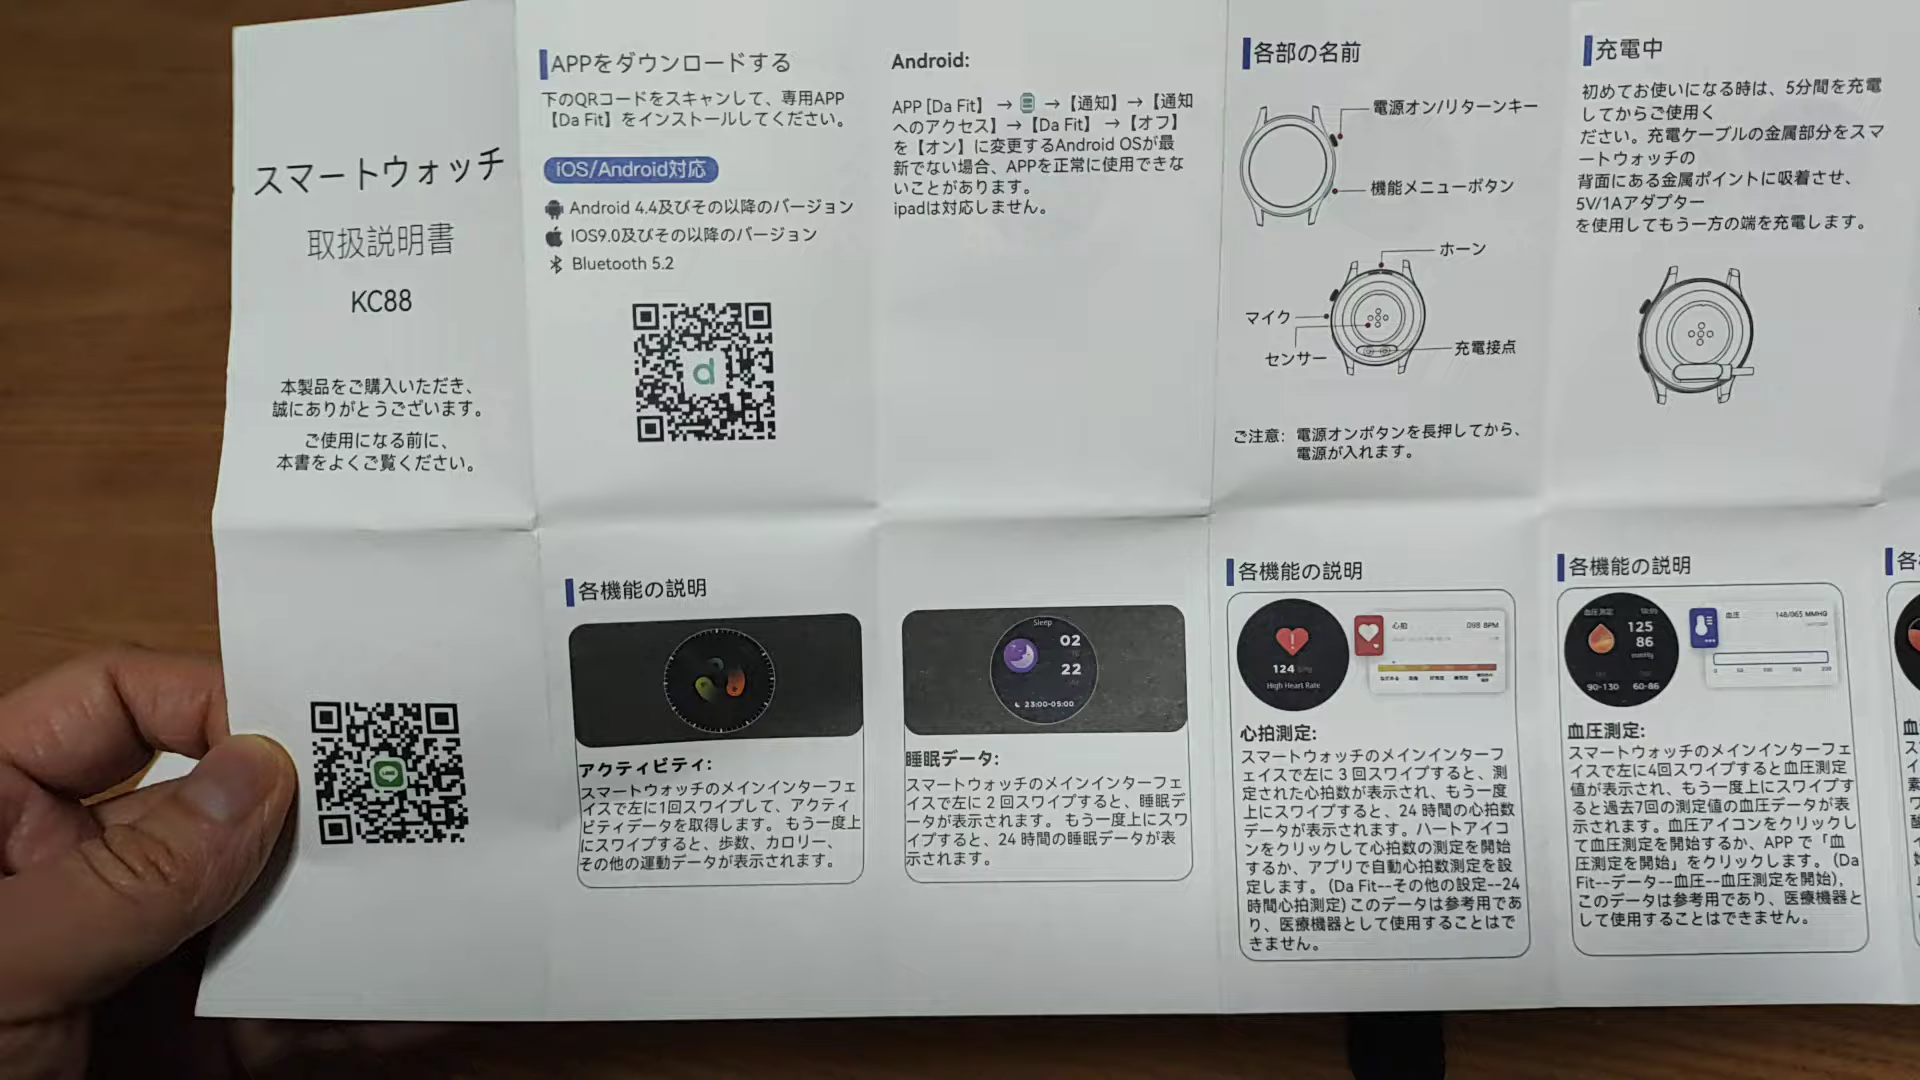 スマートウォッチ
取扱説明書
KC88
本製品をご購入いただき、
誠にありがとうございます。
ご使用になる前に、
本書をよくご覧ください。
APPをダウンロードする
下のQRコードをスキャンして、専用APP
【Da Fit】をインストールしてください。
iOS/Android対応
Android 4.4及びその以降のバージョン
IOS9.0及びその以降のバージョン
Bluetooth 5.2
d
Android:
APP [Da Fit】 → → 【通知】→【通知
へのアクセス】→【Da Fit】 →【オフ】
を【オン】に変更するAndroid OSが最
新でない場合、APPを正常に使用できな
いことがあります。
ipadは対応しません。
各部の名前
電源オン/リターンキー
機能メニューボタン
ホーン
マイク
センサー
充電接点
ご注意: 電源オンボタンを長押してから、
電源が入れます。
充電中
初めてお使いになる時は、5分間を充電
してからご使用く
ださい。充電ケーブルの金属部分をスマ
ートウォッチの
背面にある金属ポイントに吸着させ、
5V/1Aアダプター
を使用してもう一方の端を充電します。
LINE
各機能の説明
アクティビティ:
スマートウォッチのメインインターフェ
イスで左に1回スワイプして、アクティ
ビティデータを取得します。 もう一度上
にスワイプすると、歩数、カロリー、
その他の運動データが表示されます。
Sleep
02
22
23:00-05:00
睡眠データ:
スマートウォッチのメインインターフェ
イスで左に 2 回スワイプすると、睡眠デ
ータが表示されます。 もう一度上にスワ
イプすると、24 時間の睡眠データが表
示されます。
各機能の説明
124
High Heart Rate
心拍
098 BPM
心拍測定:
スマートウォッチのメインインターフ
ェイスで左に 3 回スワイプすると、測
定された心拍数が表示され、もう一度
上にスワイプすると、24 時間の心拍数
データが表示されます。ハートアイコ
ンをクリックして心拍数の測定を開始
するか、アプリで自動心拍数測定を設
定します。 (Da Fit--その他の設定--24
時間心拍測定) このデータは参考用であ
り、医療機器として使用することはで
きません。
各機能の説明
血圧測定
125
86
mmHg
90-130 60-86
血圧
148/065 MMHG
血圧測定:
スマートウォッチのメインインターフェ
イスで左に4回スワイプすると血圧測定
値が表示され、もう一度上にスワイプす
ると過去7回の測定値の血圧データが表
示されます。血圧アイコンをクリックし
て血圧測定を開始するか、APP で「血
圧測定を開始」をクリックします。 (Da
Fit--データ--血圧--血圧測定を開始)、
このデータは参考用であり、医療機器と
して使用することはできません。
各
血